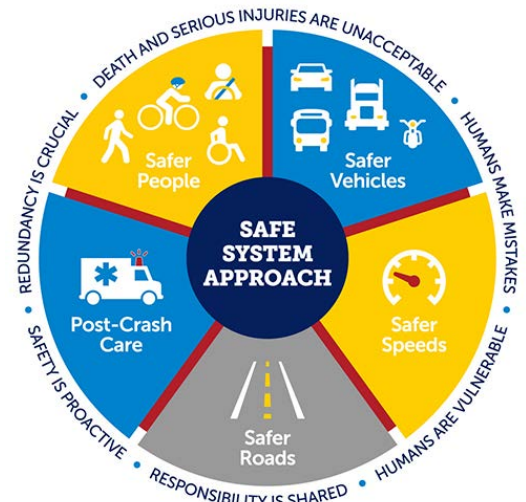 DEATH AND SERIOUS INJURIES ARE UNACCEPTABLE
HUMANS MAKE MISTAKES
HUMANS ARE VULNERABLE
RESPONSIBILITY IS SHARED
SAFETY IS PROACTIVE
REDUNDANCY IS CRUCIAL
Safer
People
Safer
Vehicles
SAFE
SYSTEM
APPROACH
Post-Crash
Care
Safer
Speeds
Safer
Roads